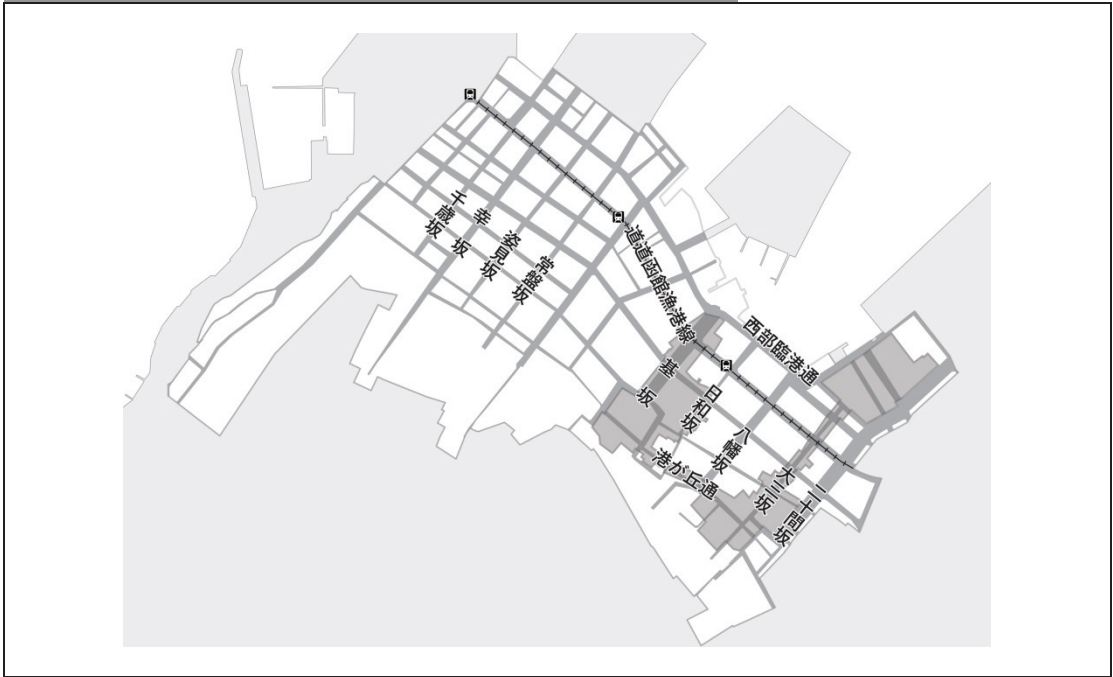 千歳坂
幸坂
姿見坂
常盤坂
道道函館漁港線
西部臨港通
基坂
日和坂
八幡坂
港が丘通
大三坂
二十間坂